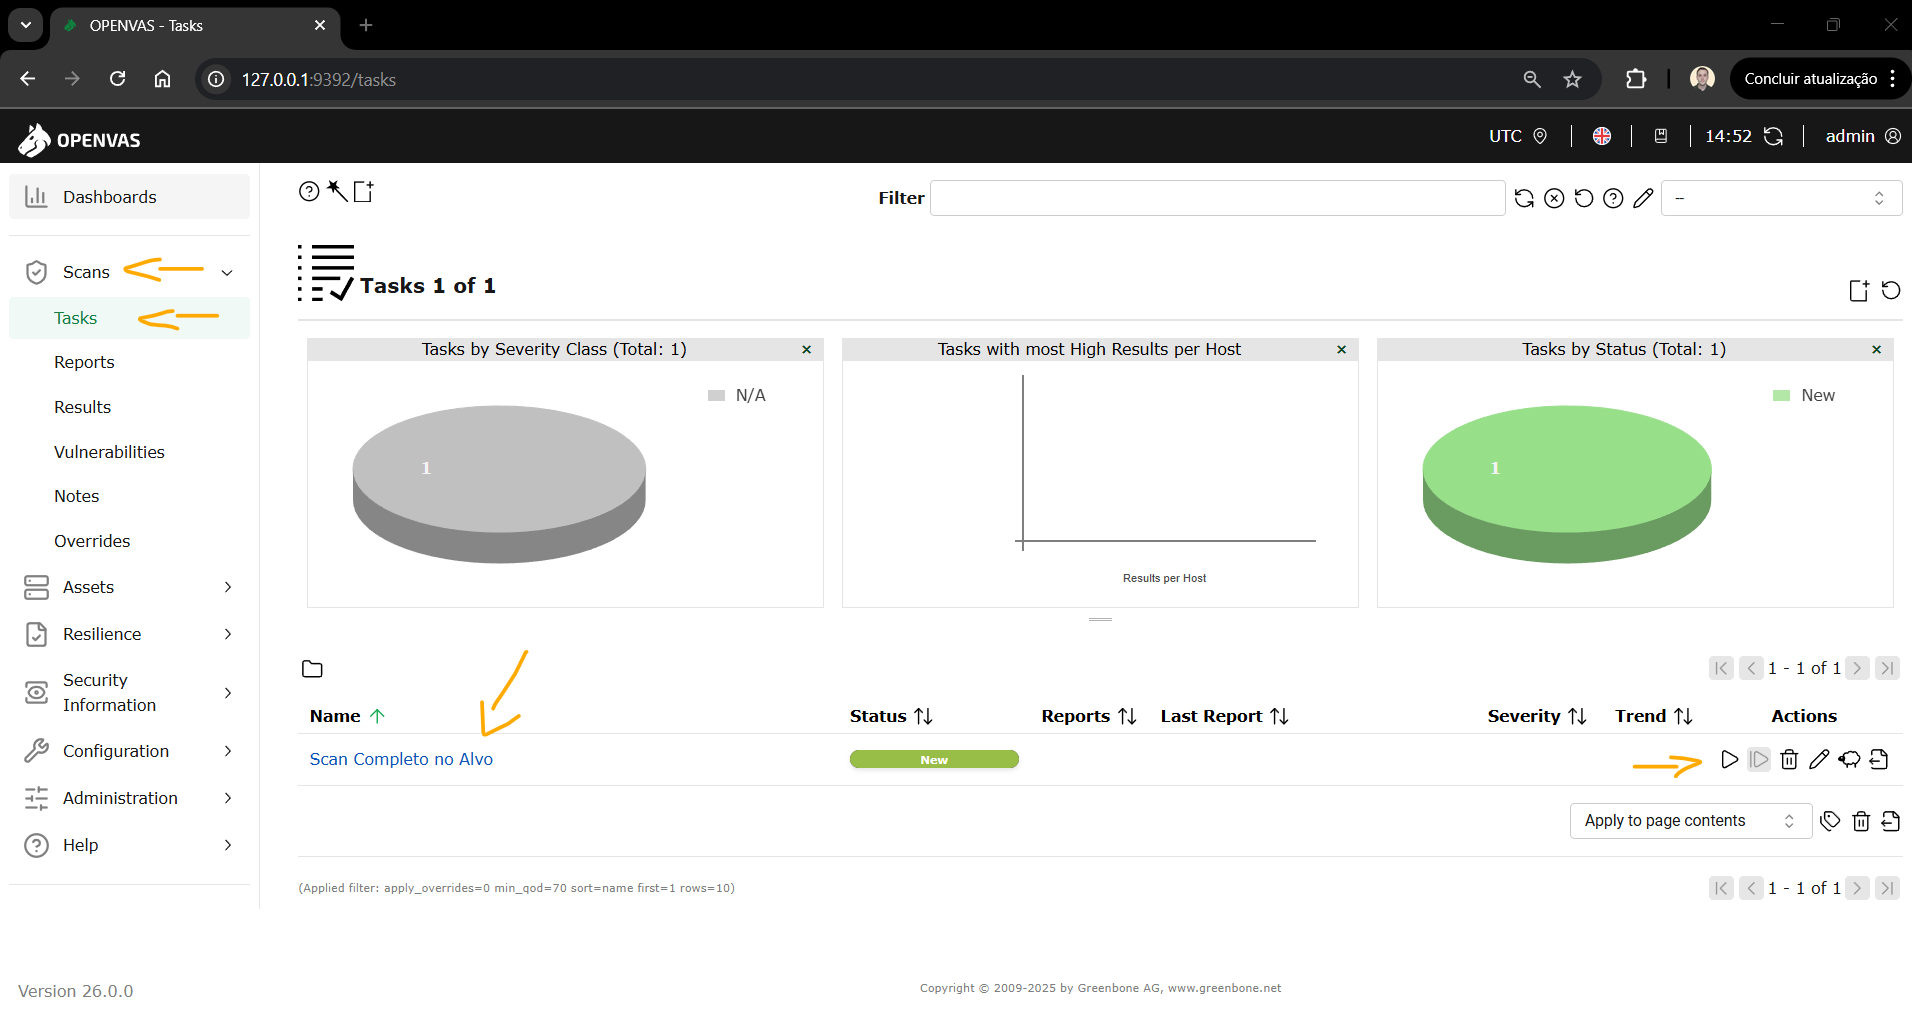 OPENVAS - Tasks
127.0.0.1:9392/tasks
Concluir atualização
OPENVAS
UTC
14:52
admin
Dashboards
Scans
Tasks
Reports
Results
Vulnerabilities
Notes
Overrides
Assets
Resilience
Security
Information
Configuration
Administration
Help
Filter
--
Tasks 1 of 1
Tasks by Severity Class (Total: 1)
N/A
1
Tasks with most High Results per Host
Results per Host
Tasks by Status (Total: 1)
New
1
1 - 1 of 1
Name Status Reports Last Report Severity Trend Actions
Scan Completo no Alvo New
Apply to page contents
(Applied filter: apply_overrides=0 min_qod=70 sort=name first=1 rows=10)
1 - 1 of 1
Version 26.0.0
Copyright © 2009-2025 by Greenbone AG, www.greenbone.net